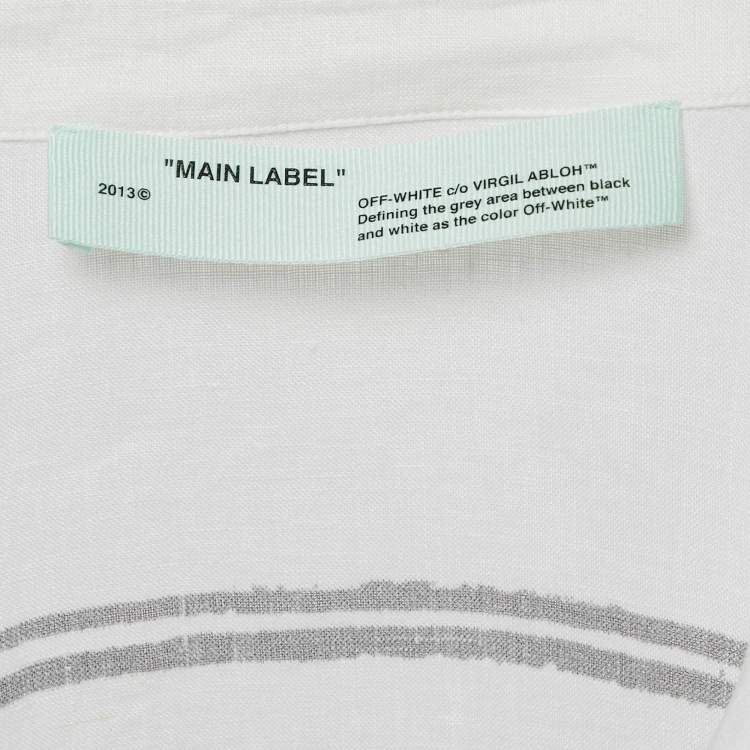 2013©
"MAIN LABEL"
OFF-WHITE c/o VIRGIL ABLOH™
Defining the grey area between black
and white as the color Off-White™